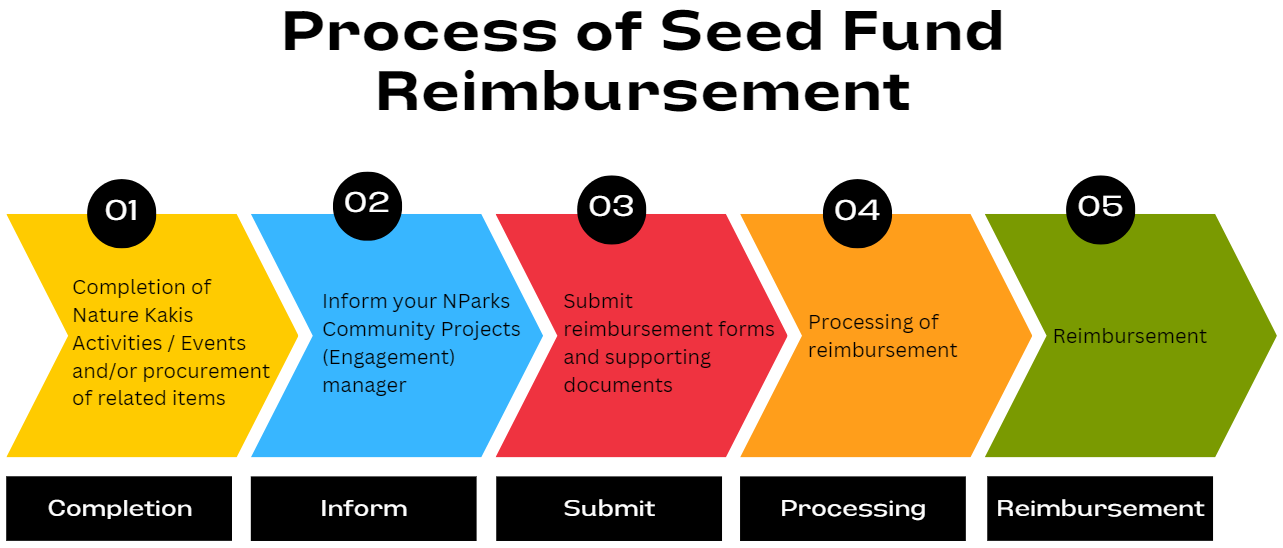 Process of Seed Fund
Reimbursement
01
Completion of
Nature Kakis
Activities / Events
and/or procurement
of related items
Completion
02
Inform your NParks
Community Projects
(Engagement)
manager
Inform
03
Submit
reimbursement forms
and supporting
documents
Submit
04
Processing of
reimbursement
Processing
05
Reimbursement
Reimbursement